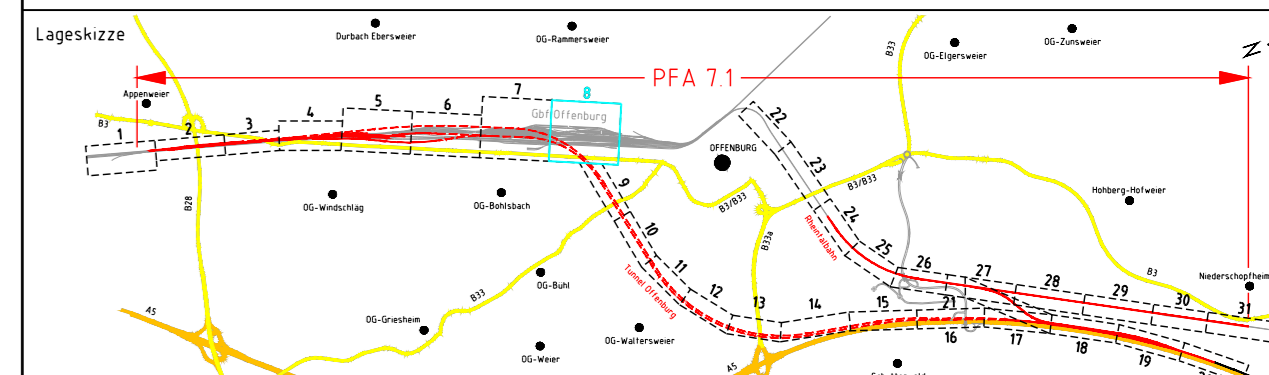 Lageskizze
Durbach Ebersweier
OG-Rammersweier
B33
OG-Elgersweier
OG-Zunsweier
N
PFA 7.1
Appenweier
B3
1
2
3
4
5
6
7
8
Gbf Offenburg
22
OFFENBURG
23
B3/B33
B3/B33
24
Hohberg-Hofweier
B28
OG-Windschläg
OG-Bohlsbach
9
10
Rheintalbahn
B33a
25
26
27
28
29
30
31
B3
Niederschopfheim
11
12
13
14
15
21
16
17
18
19
Tunnel Offenburg
OG-Bühl
B33
A5
OG-Griesheim
OG-Weier
OG-Waltersweier
A5